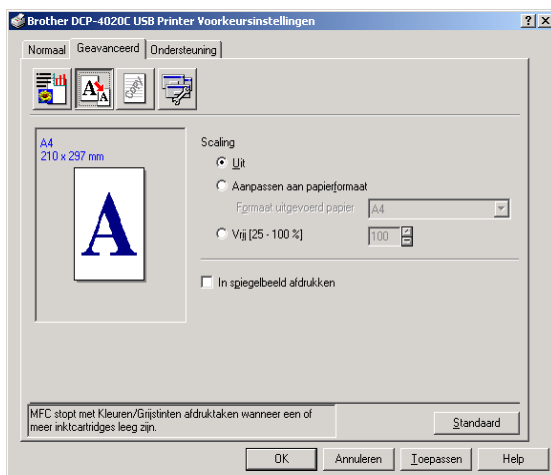 Brother DCP-4020C USB Printer Voorkeursinstellingen
Normaal Geavanceerd Ondersteuning
A A Copy
A4
210 x 297 mm
A
Scaling
Uit
Aanpassen aan papierformaat
Formaat uitgevoerd papier A4
Vrij [25 - 100 %] 100
In spiegelbeeld afdrukken
MFC stopt met Kleuren/Grijstinten afdruktaken wanneer een of
meer inktcartridges leeg zijn.
Standaard
OK Annuleren Toepassen Help